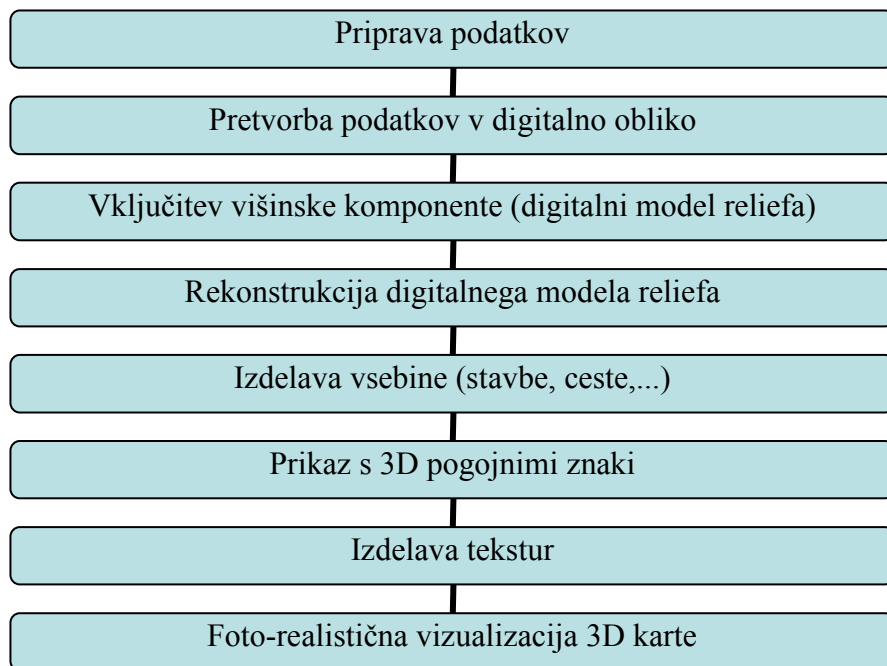 Priprava podatkov
Pretvorba podatkov v digitalno obliko
Vključitev višinske komponente (digitalni model reliefa)
Rekonstrukcija digitalnega modela reliefa
Izdelava vsebine (stavbe, ceste,...)
Prikaz s 3D pogojnimi znaki
Izdelava tekstur
Foto-realistična vizualizacija 3D karte